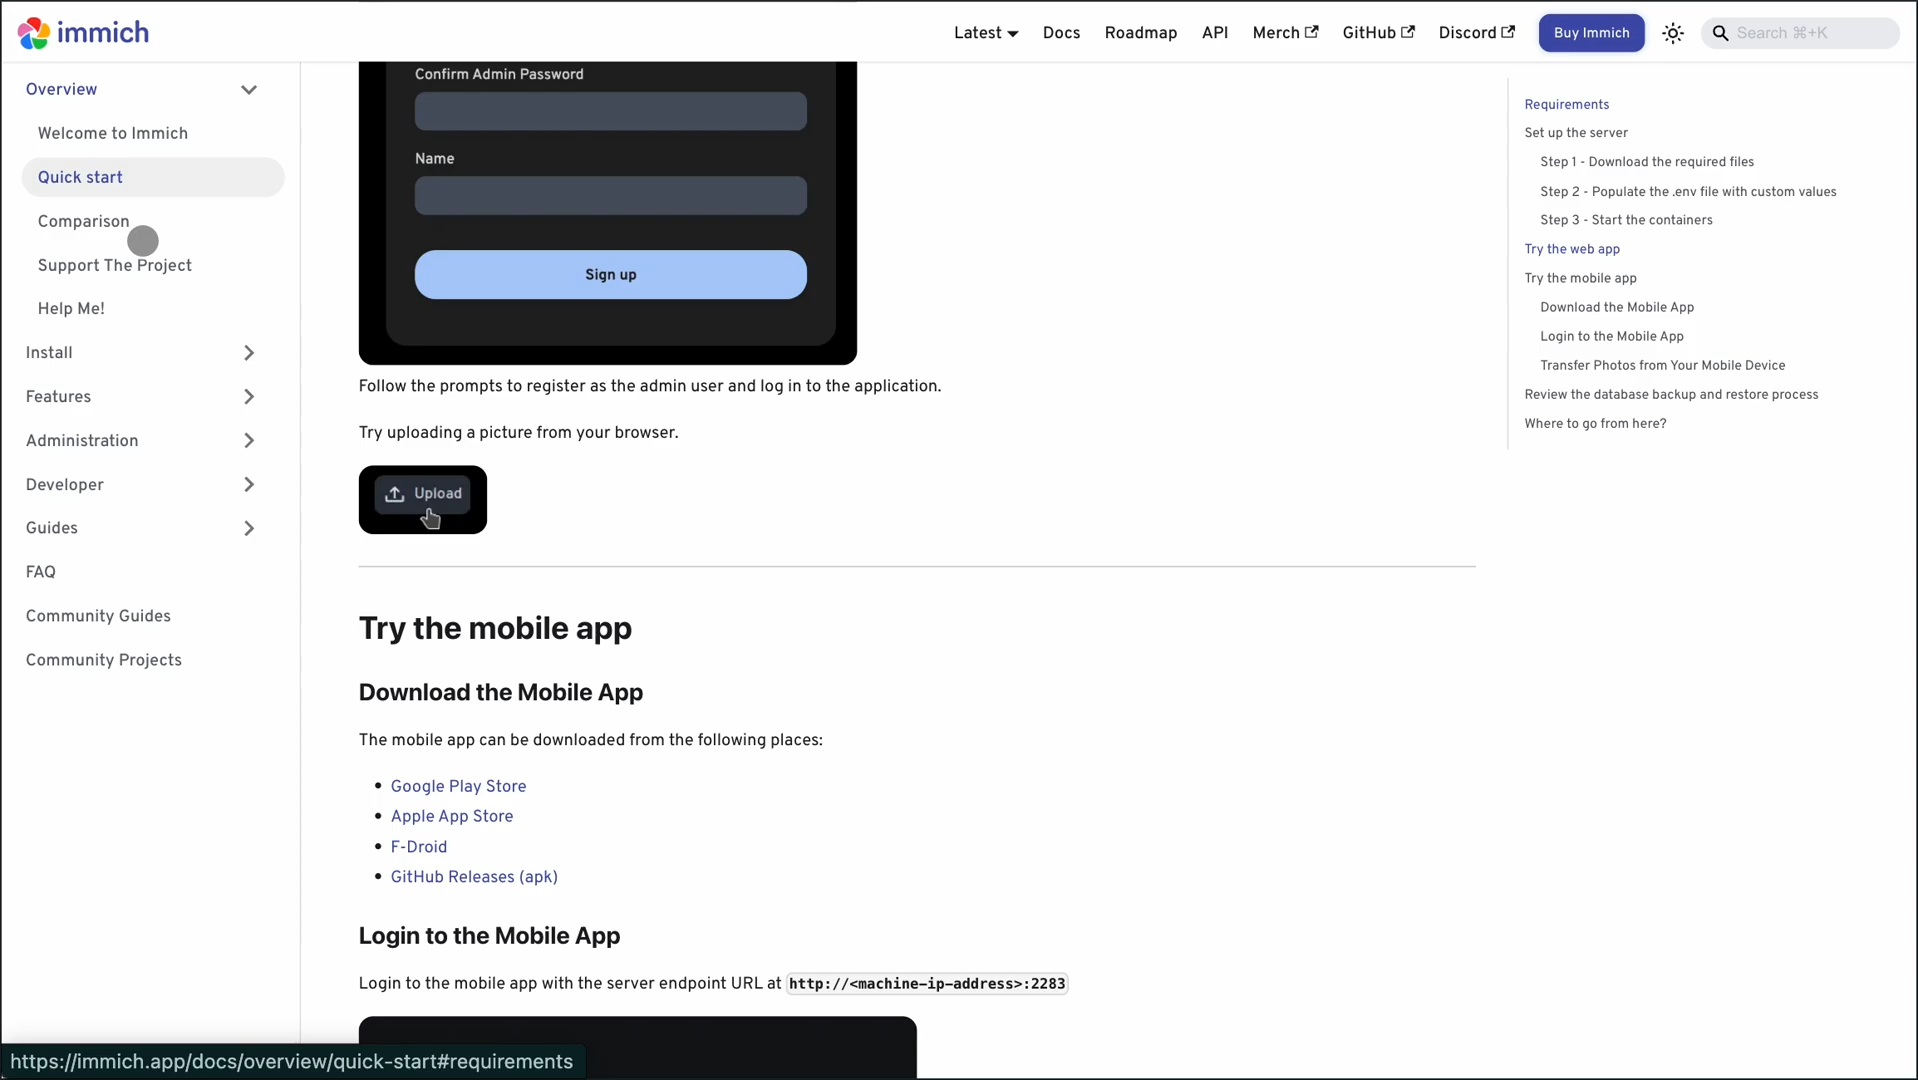 immich
Latest
Docs
Roadmap
API
Merch
GitHub
Discord
Buy Immich
Search ⌘+K
Overview
Welcome to Immich
Quick start
Comparison
Support The Project
Help Me!
Install
Features
Administration
Developer
Guides
FAQ
Community Guides
Community Projects
Confirm Admin Password
Name
Sign up
Follow the prompts to register as the admin user and log in to the application.
Try uploading a picture from your browser.
Upload
Try the mobile app
Download the Mobile App
The mobile app can be downloaded from the following places:
Google Play Store
Apple App Store
F-Droid
GitHub Releases (apk)
Login to the Mobile App
Login to the mobile app with the server endpoint URL at http://<machine-ip-address>:2283
Requirements
Set up the server
Step 1 - Download the required files
Step 2 - Populate the .env file with custom values
Step 3 - Start the containers
Try the web app
Try the mobile app
Download the Mobile App
Login to the Mobile App
Transfer Photos from Your Mobile Device
Review the database backup and restore process
Where to go from here?
https://immich.app/docs/overview/quick-start#requirements